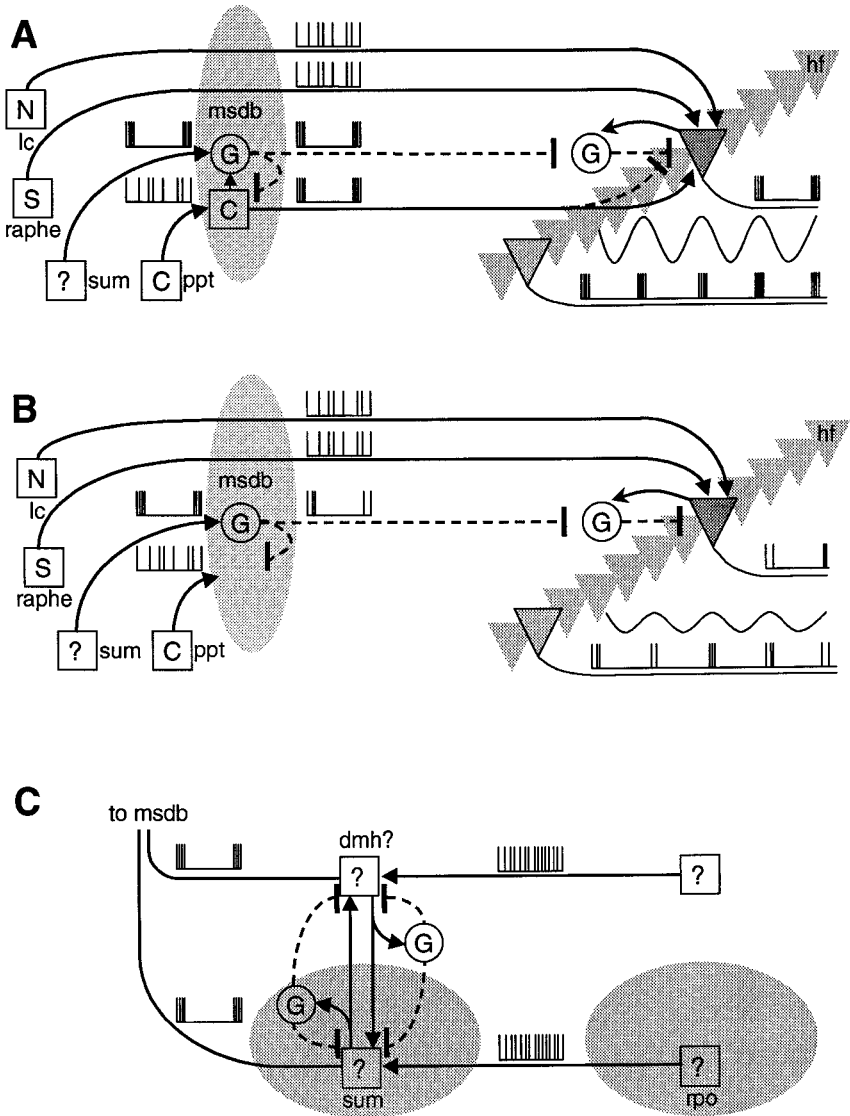 A
hf
msdb
N
lc
G
G
S
raphe
C
?
sum
C
ppt
B
hf
msdb
N
lc
G
G
S
raphe
?
sum
C
ppt
C
to msdb
dmh?
?
?
G
G
?
?
sum
rpo